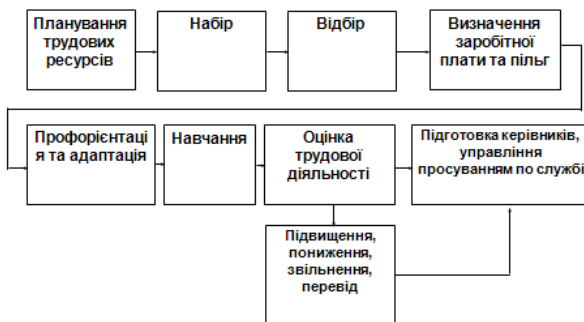 Планування
трудових
ресурсів
Набір
Відбір
Визначення
заробітної
плати та пільг
Профорієнтаці
я та адаптація
Навчання
Оцінка
трудової
діяльності
Підготовка керівників,
управління
просуванням по службі
Підвищення,
пониження,
звільнення,
перевід